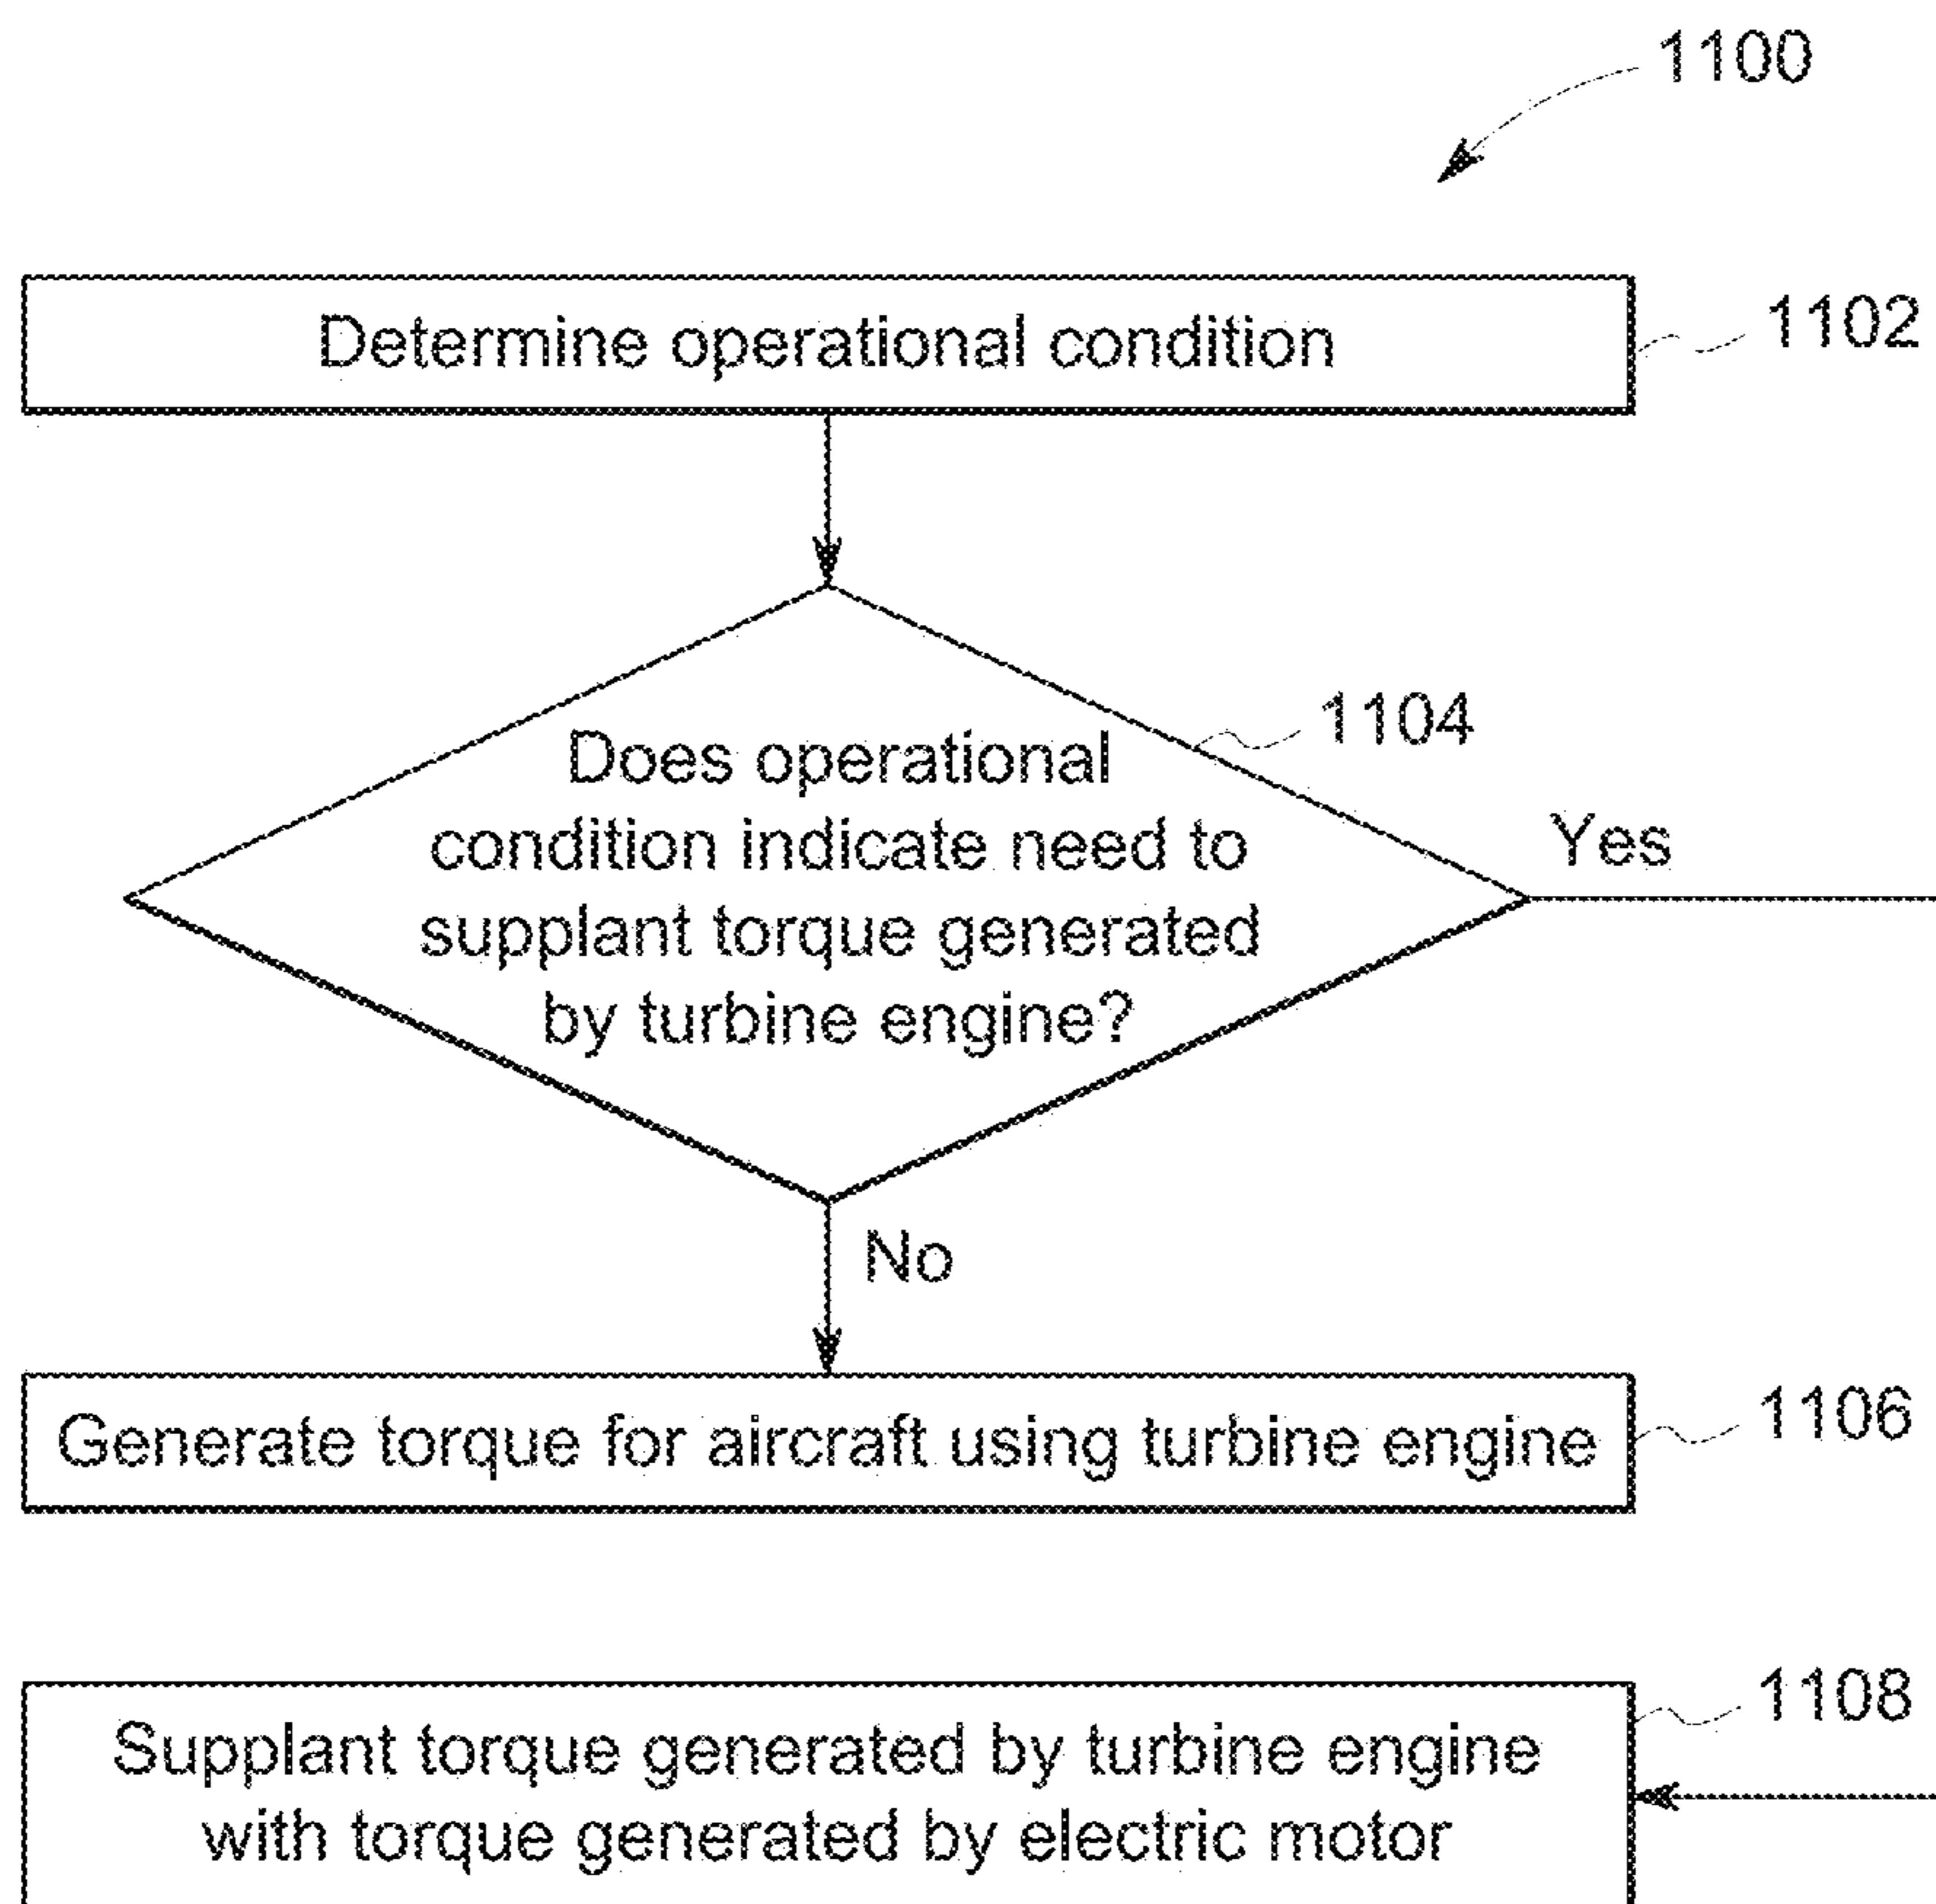 1100
Determine operational condition
1102
1104
Does operational
condition indicate need to
supplant torque generated
by turbine engine?
Yes
No
Generate torque for aircraft using turbine engine
1106
1108
Supplant torque generated by turbine engine
with torque generated by electric motor